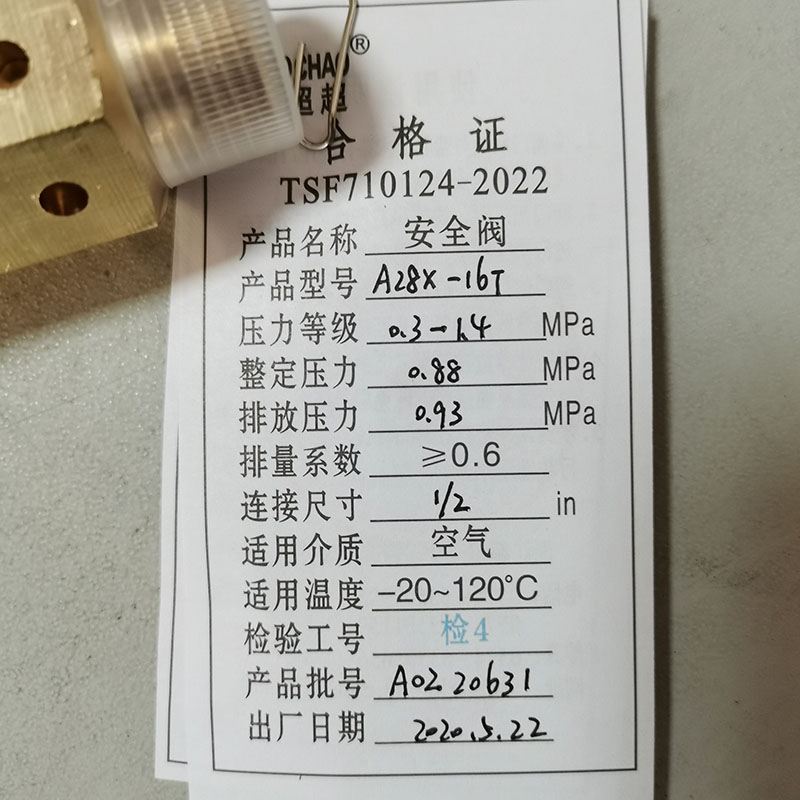 CHAO®
超
合格证
TSF710124-2022
产品名称 安全阀
产品型号 A28X-16T
压力等级 0.3-1.4 MPa
整定压力 0.88 MPa
排放压力 0.93 MPa
排量系数 ≥0.6
连接尺寸 1/2 in
适用介质 空气
适用温度 -20~120°C
检验工号 检4
产品批号 A0220631
出厂日期 2020.5.22